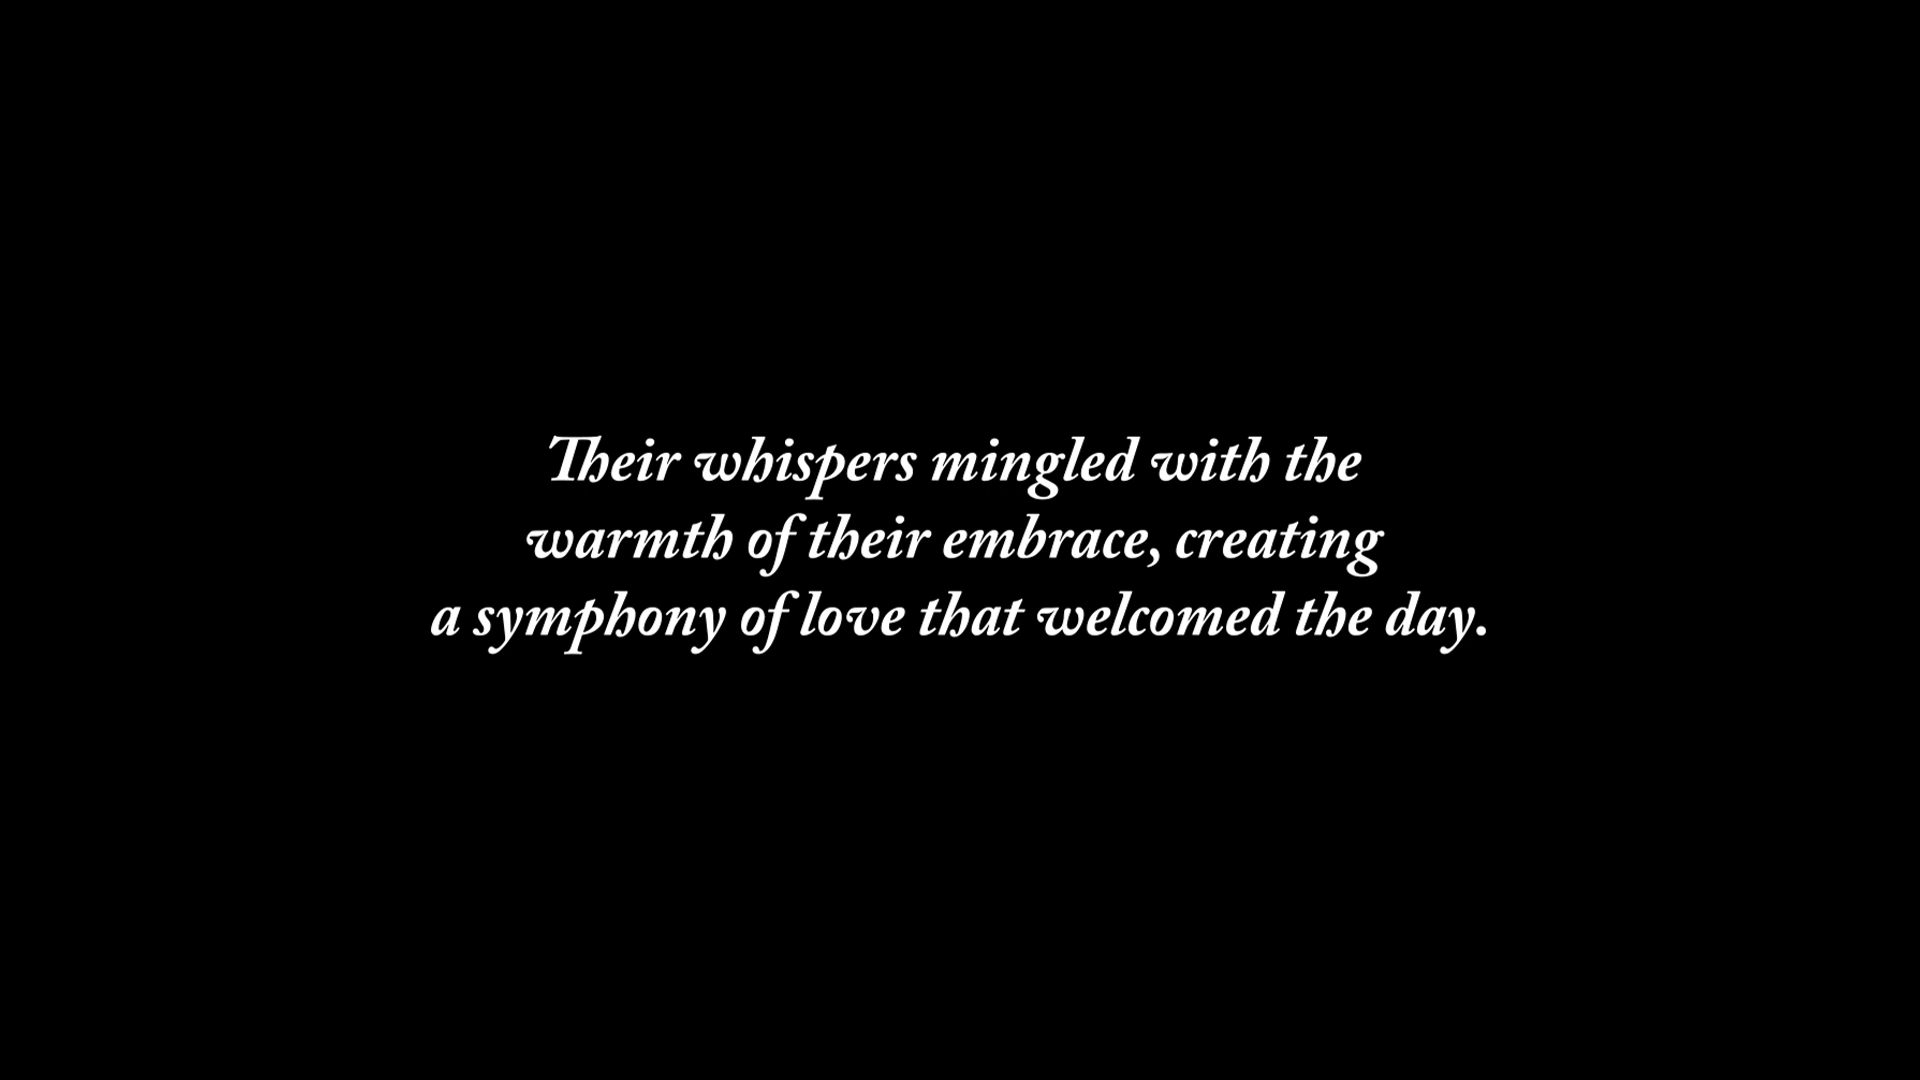 Their whispers mingled with the
warmth of their embrace, creating
a symphony of love that welcomed the day.